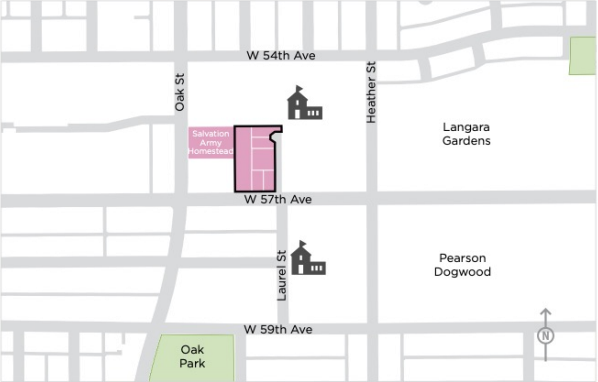 W 54th Ave
Oak St
Heather St
Salvation
Army
Homestead
Langara
Gardens
W 57th Ave
Laurel St
Pearson
Dogwood
W 59th Ave
Oak
Park
N